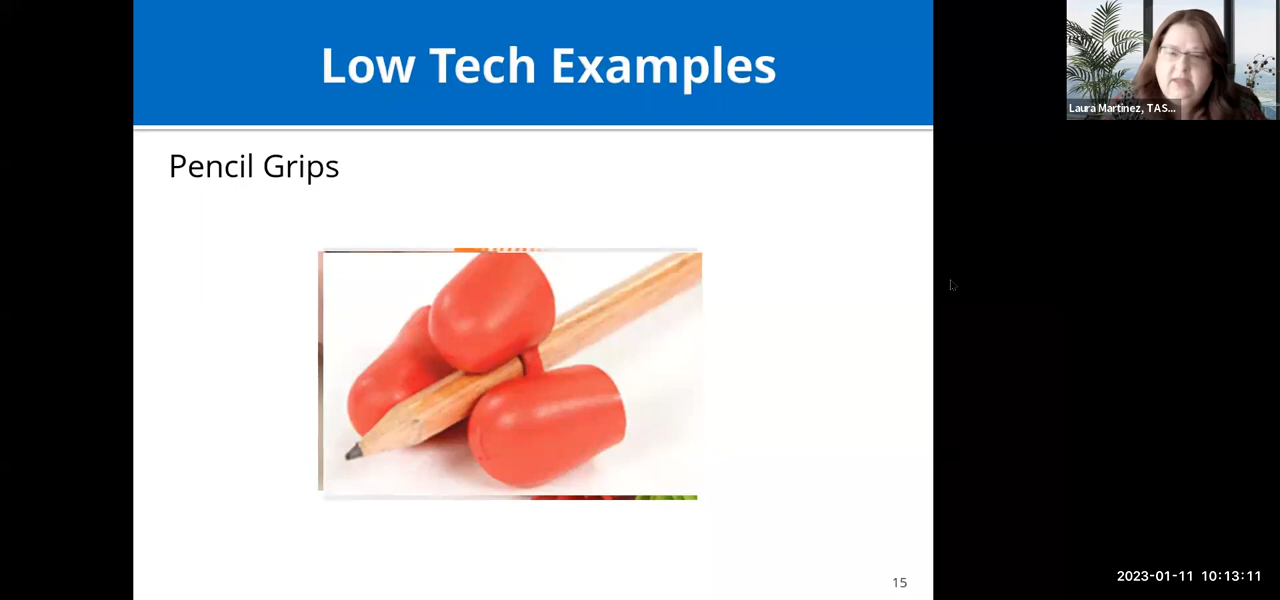 Low Tech Examples
Laura Martinez, TAS...
Pencil Grips
15
2023-01-11 10:13:11